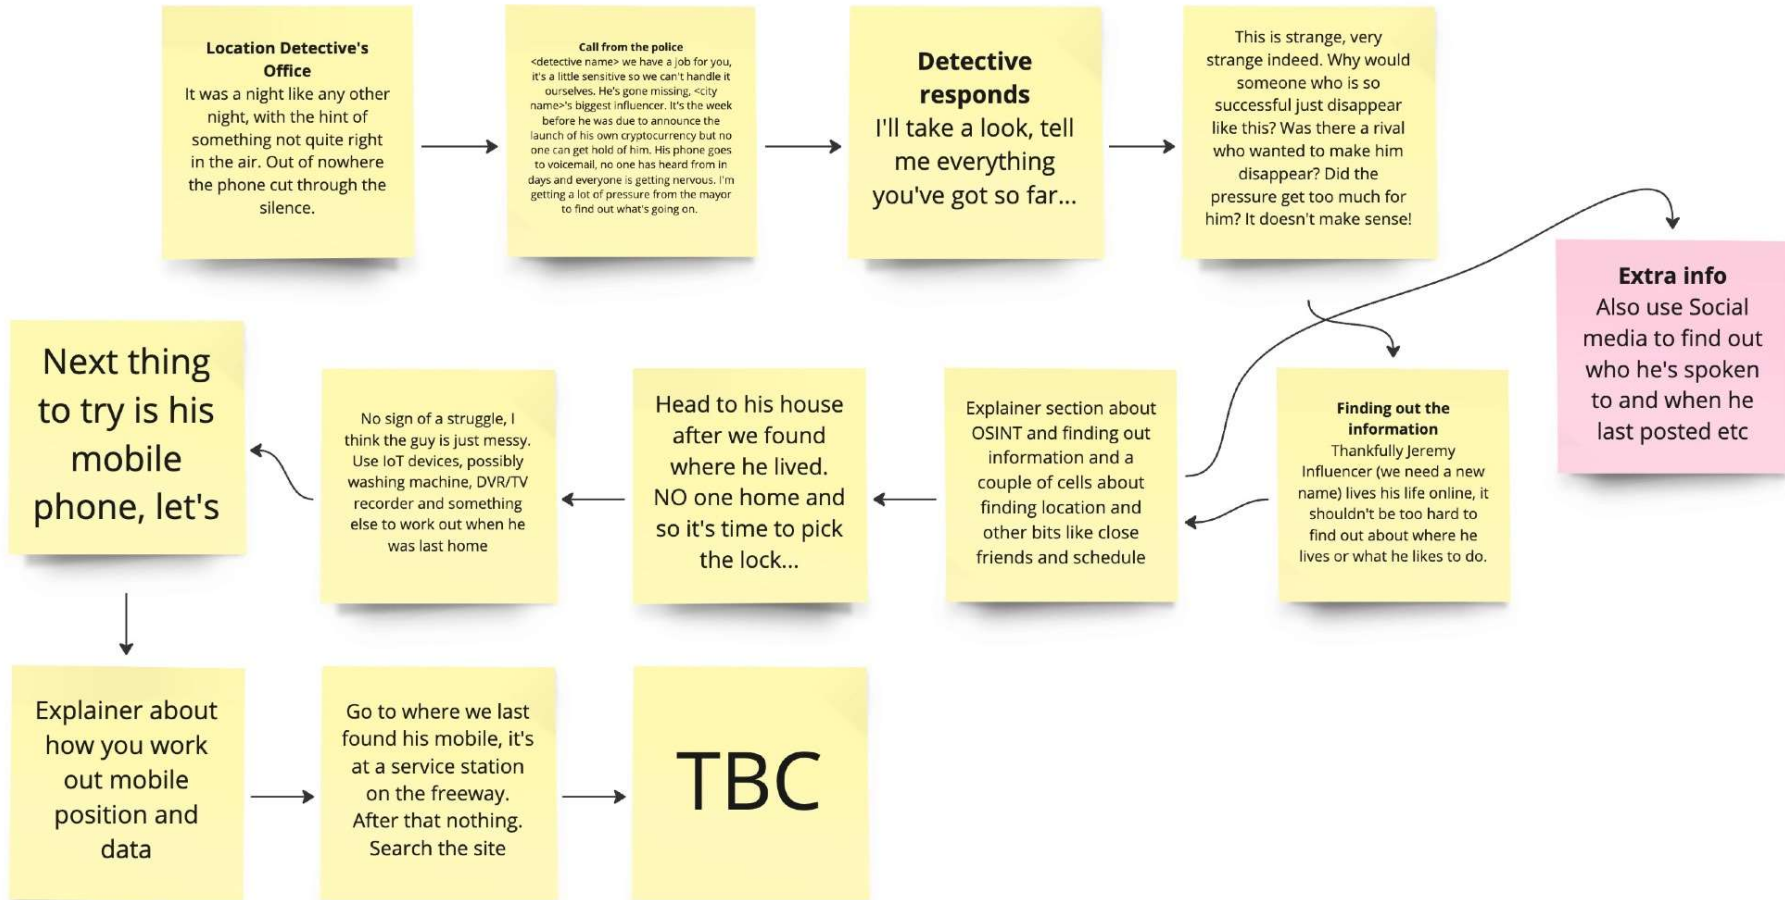 Location Detective's
Office
It was a night like any other
night, with the hint of
something not quite right
in the air. Out of nowhere
the phone cut through the
silence.
Call from the police
<detective name> we have a job for you,
it's a little sensitive so we can't handle it
ourselves. He's gone missing, <city
name>'s biggest influencer. It's the week
before he was due to announce the
launch of his own cryptocurrency but no
one can get hold of him. His phone goes
to voicemail, no one has heard from in
days and everyone is getting nervous. I'm
getting a lot of pressure from the mayor
to find out what's going on.
Detective
responds
I'll take a look, tell
me everything
you've got so far...
This is strange, very
strange indeed. Why would
someone who is so
successful just disappear
like this? Was there a rival
who wanted to make him
disappear? Did the
pressure get too much for
him? It doesn't make sense!
Extra info
Also use Social
media to find out
who he's spoken
to and when he
last posted etc
Finding out the
information
Thankfully Jeremy
Influencer (we need a new
name) lives his life online, it
shouldn't be too hard to
find out about where he
lives or what he likes to do.
Explainer section about
OSINT and finding out
information and a
couple of cells about
finding location and
other bits like close
friends and schedule
Head to his house
after we found
where he lived.
NO one home and
so it's time to pick
the lock...
No sign of a struggle, I
think the guy is just messy.
Use IoT devices, possibly
washing machine, DVR/TV
recorder and something
else to work out when he
was last home
Next thing
to try is his
mobile
phone, let's
Explainer about
how you work
out mobile
position and
data
Go to where we last
found his mobile, it's
at a service station
on the freeway.
After that nothing.
Search the site
TBC